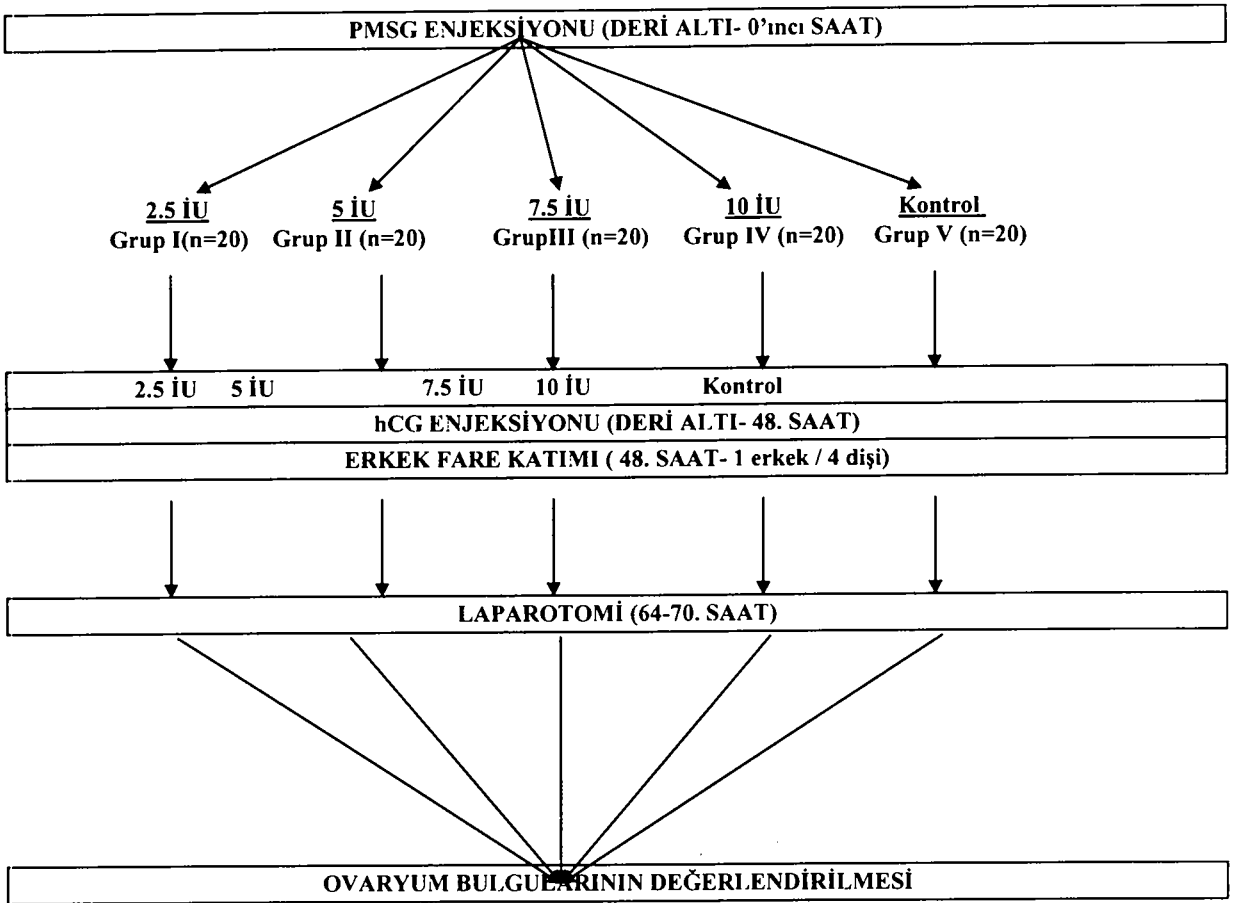 PMSG ENJEKSİYONU (DERİ ALTI- 0’ıncı SAAT)
2.5 İU 5 İU 7.5 İU 10 İU Kontrol
Grup I(n=20) Grup II (n=20) GrupIII (n=20) Grup IV (n=20) Grup V (n=20)
2.5 İU 5 İU 7.5 İU 10 İU Kontrol
hCG ENJEKSİYONU (DERİ ALTI- 48. SAAT)
ERKEK FARE KATIMI ( 48. SAAT- 1 erkek / 4 dişi)
LAPAROTOMİ (64-70. SAAT)
OVARYUM BULGULARININ DEĞERLENDİRİLMESİ